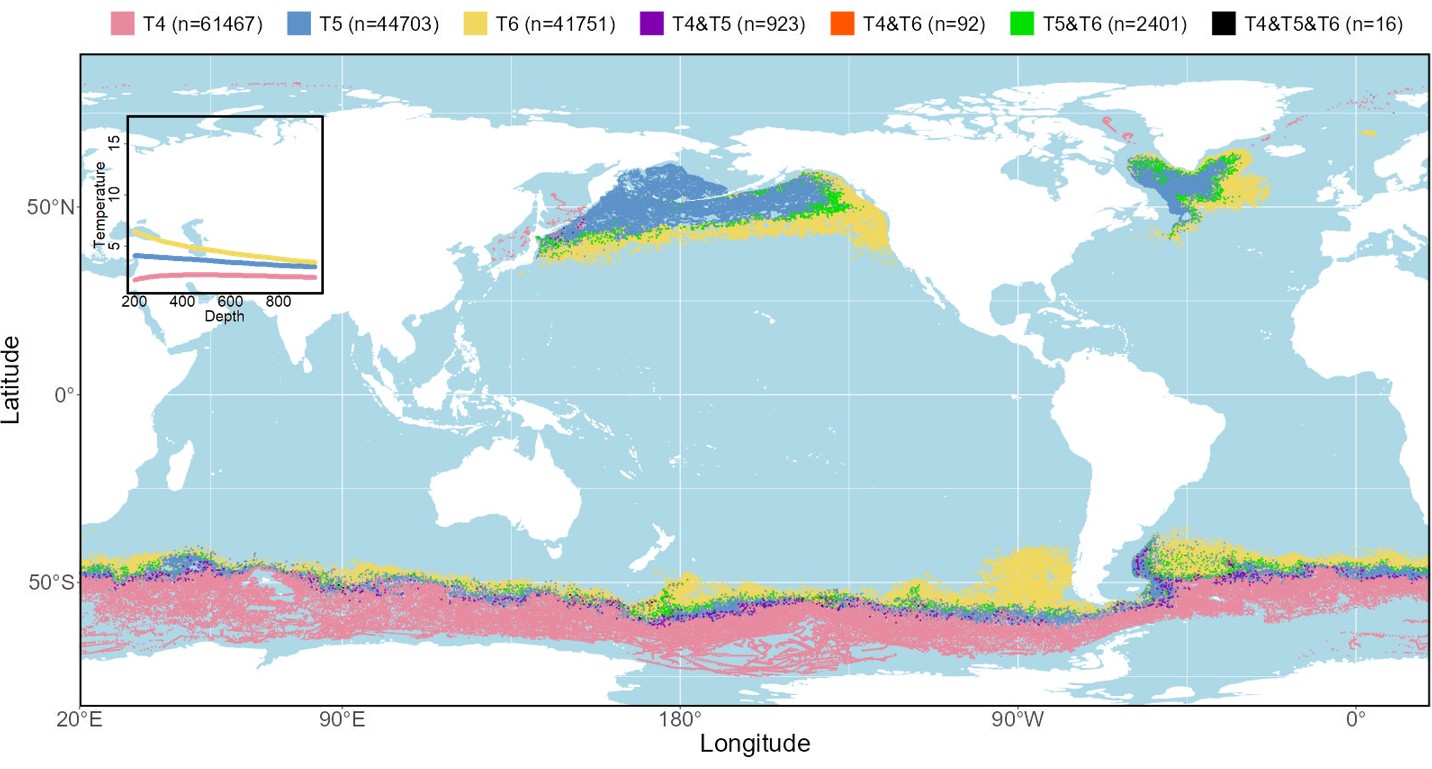 T4 (n=61467) T5 (n=44703) T6 (n=41751) T4&T5 (n=923) T4&T6 (n=92) T5&T6 (n=2401) T4&T5&T6 (n=16)
15
10
5
Temperature
200 400 600 800
Depth
50°N
0°
50°S
Latitude
20°E 90°E 180° 90°W 0°
Longitude